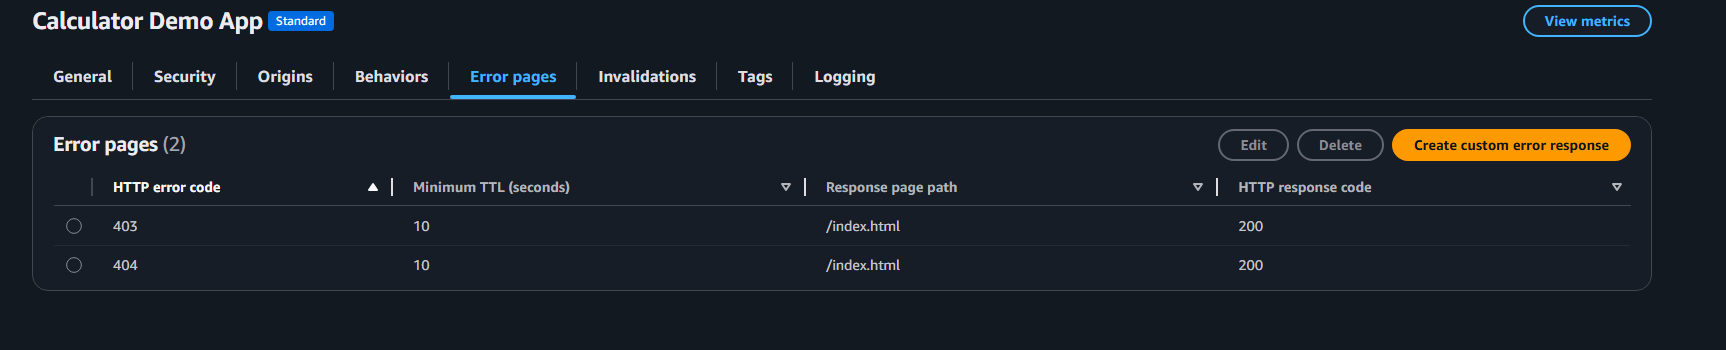 Calculator Demo App Standard View metrics
General Security Origins Behaviors Error pages Invalidations Tags Logging
Error pages (2) Edit Delete Create custom error response
HTTP error code Minimum TTL (seconds) Response page path HTTP response code
403 10 /index.html 200
404 10 /index.html 200